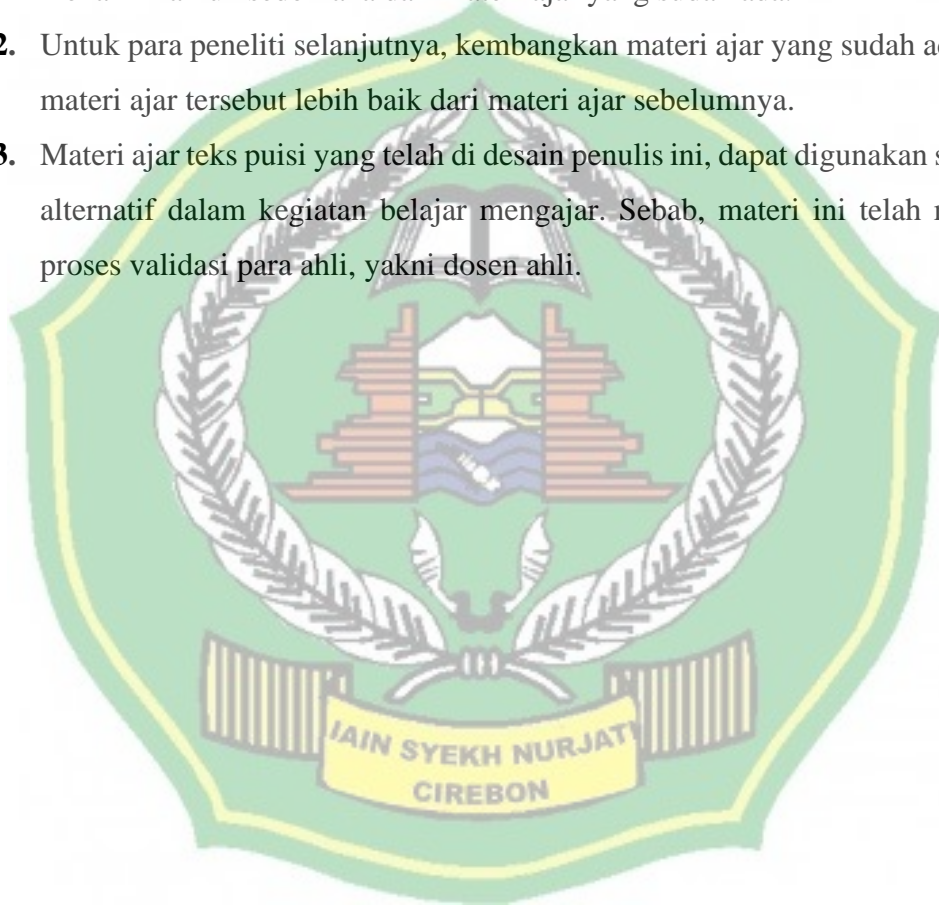 2. Untuk para peneliti selanjutnya, kembangkan materi ajar yang sudah
materi ajar tersebut lebih baik dari materi ajar sebelumnya.
3. Materi ajar teks puisi yang telah di desain penulis ini, dapat digunakan
alternatif dalam kegiatan belajar mengajar. Sebab, materi ini telah
proses validasi para ahli, yakni dosen ahli.
IAIN SYEKH NURJATI
CIREBON